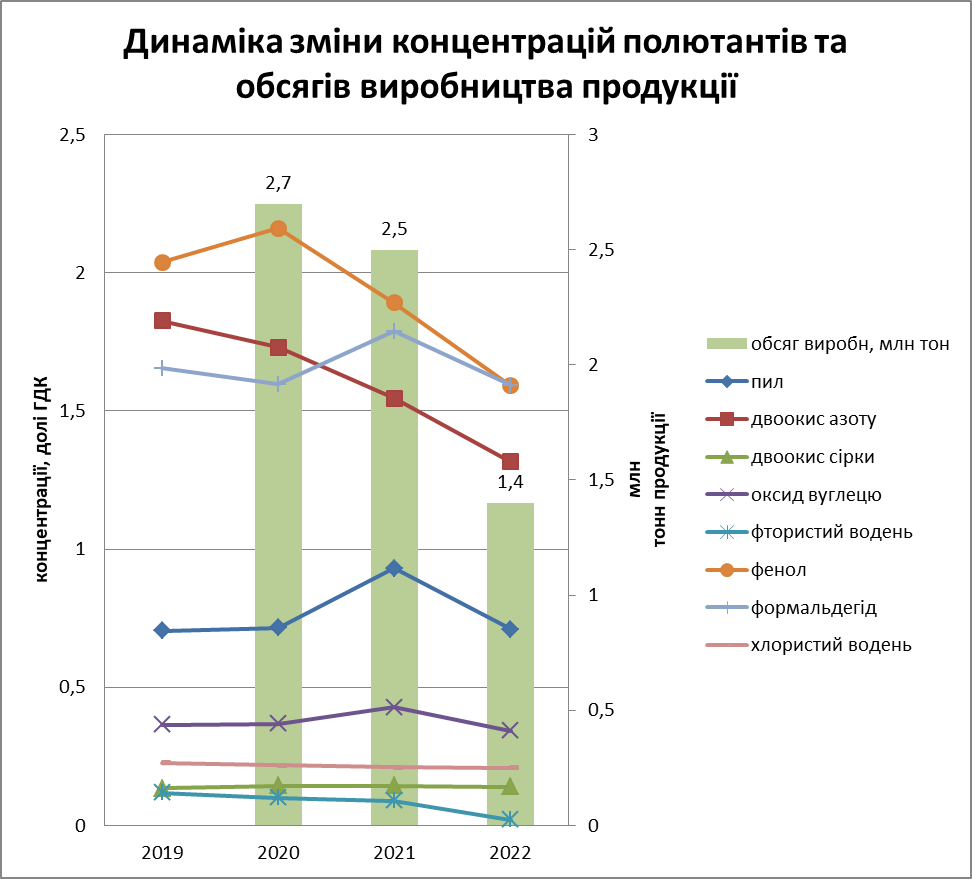 Динаміка зміни концентрацій полютантів та
обсягів виробництва продукції
2,5
2
1,5
1
0,5
0
концентрації, долі ГДК
2,7
2,5
1,4
3
2,5
2
1,5
1
0,5
0
млн
тонн продукції
2019
2020
2021
2022
обсяг виробн, млн тон
пил
двоокис азоту
двоокис сірки
оксид вуглецю
фтористий водень
фенол
формальдегід
хлористий водень